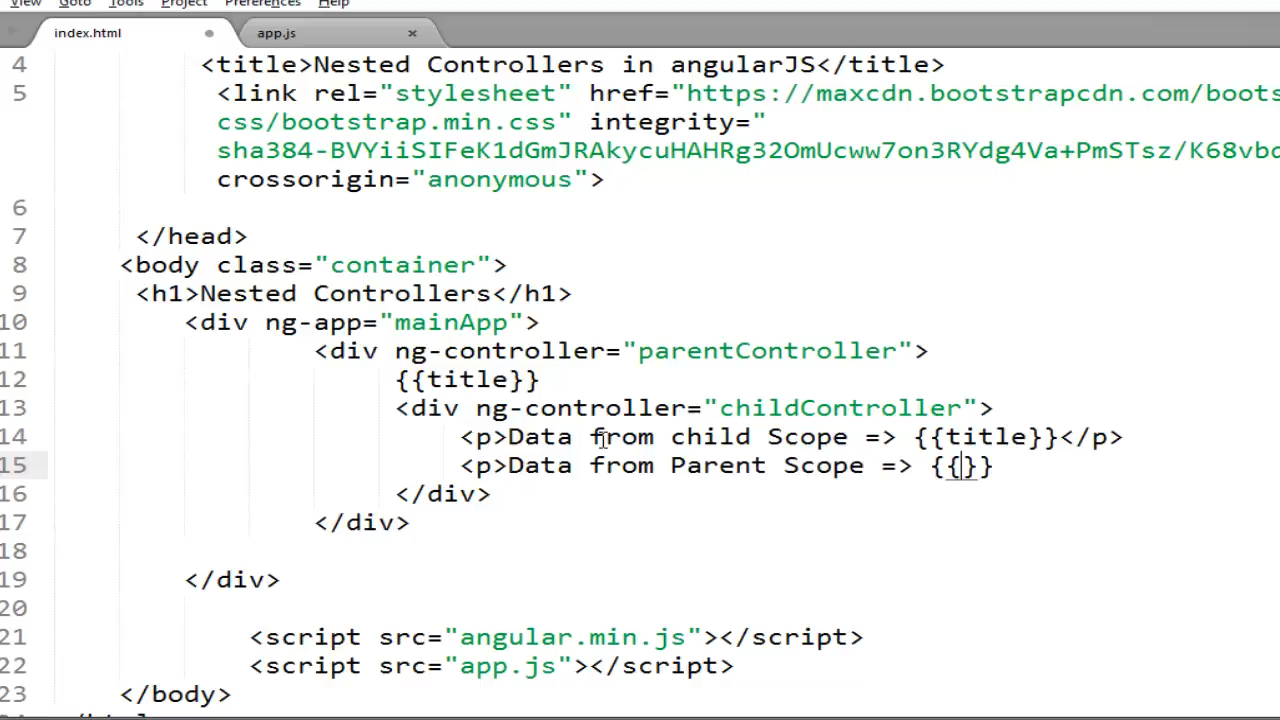 View Goto Tools Project Preferences Help
index.html app.js ×
4 <title>Nested Controllers in angularJS</title>
5 <link rel="stylesheet" href="https://maxcdn.bootstrapcdn.com/boots
css/bootstrap.min.css" integrity="
sha384-BVYiiSIFeK1dGmJRAkycuHAHRg32OmUcww7on3RYdg4Va+PmSTsz/K68vbd
crossorigin="anonymous">
6
7 </head>
8 <body class="container">
9 <h1>Nested Controllers</h1>
10 <div ng-app="mainApp">
11 <div ng-controller="parentController">
12 {{title}}
13 <div ng-controller="childController">
14 <p>Data from child Scope => {{title}}</p>
15 <p>Data from Parent Scope => {{}}
16 </div>
17 </div>
18
19 </div>
20
21 <script src="angular.min.js"></script>
22 <script src="app.js"></script>
23 </body>